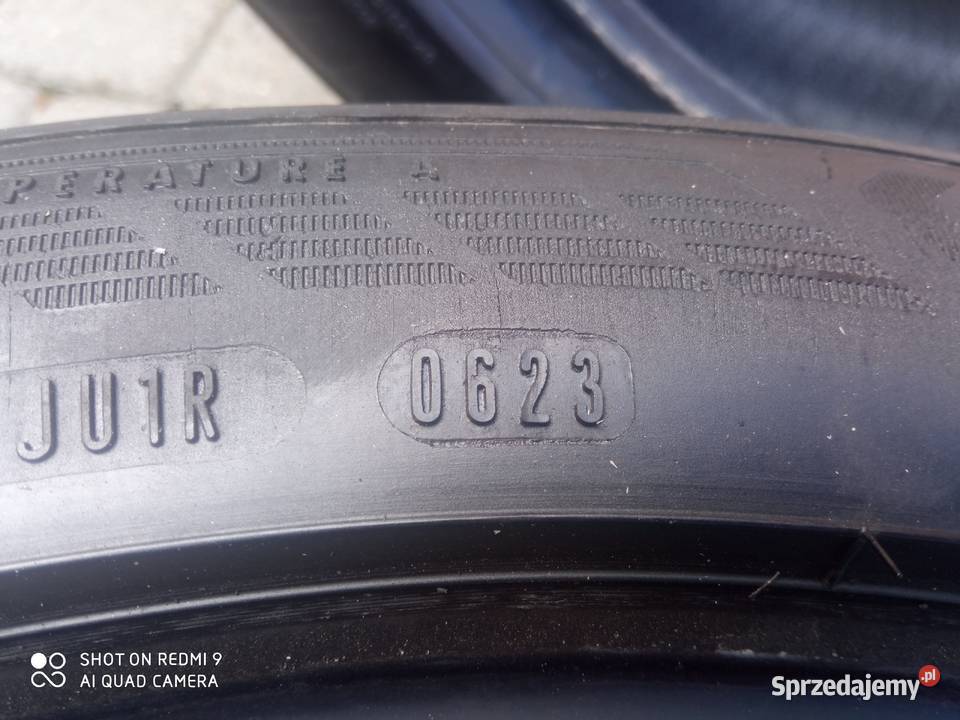 PERATURE A
JU1R 0623
SHOT ON REDMI 9
AI QUAD CAMERA
Sprzedajemy.pl